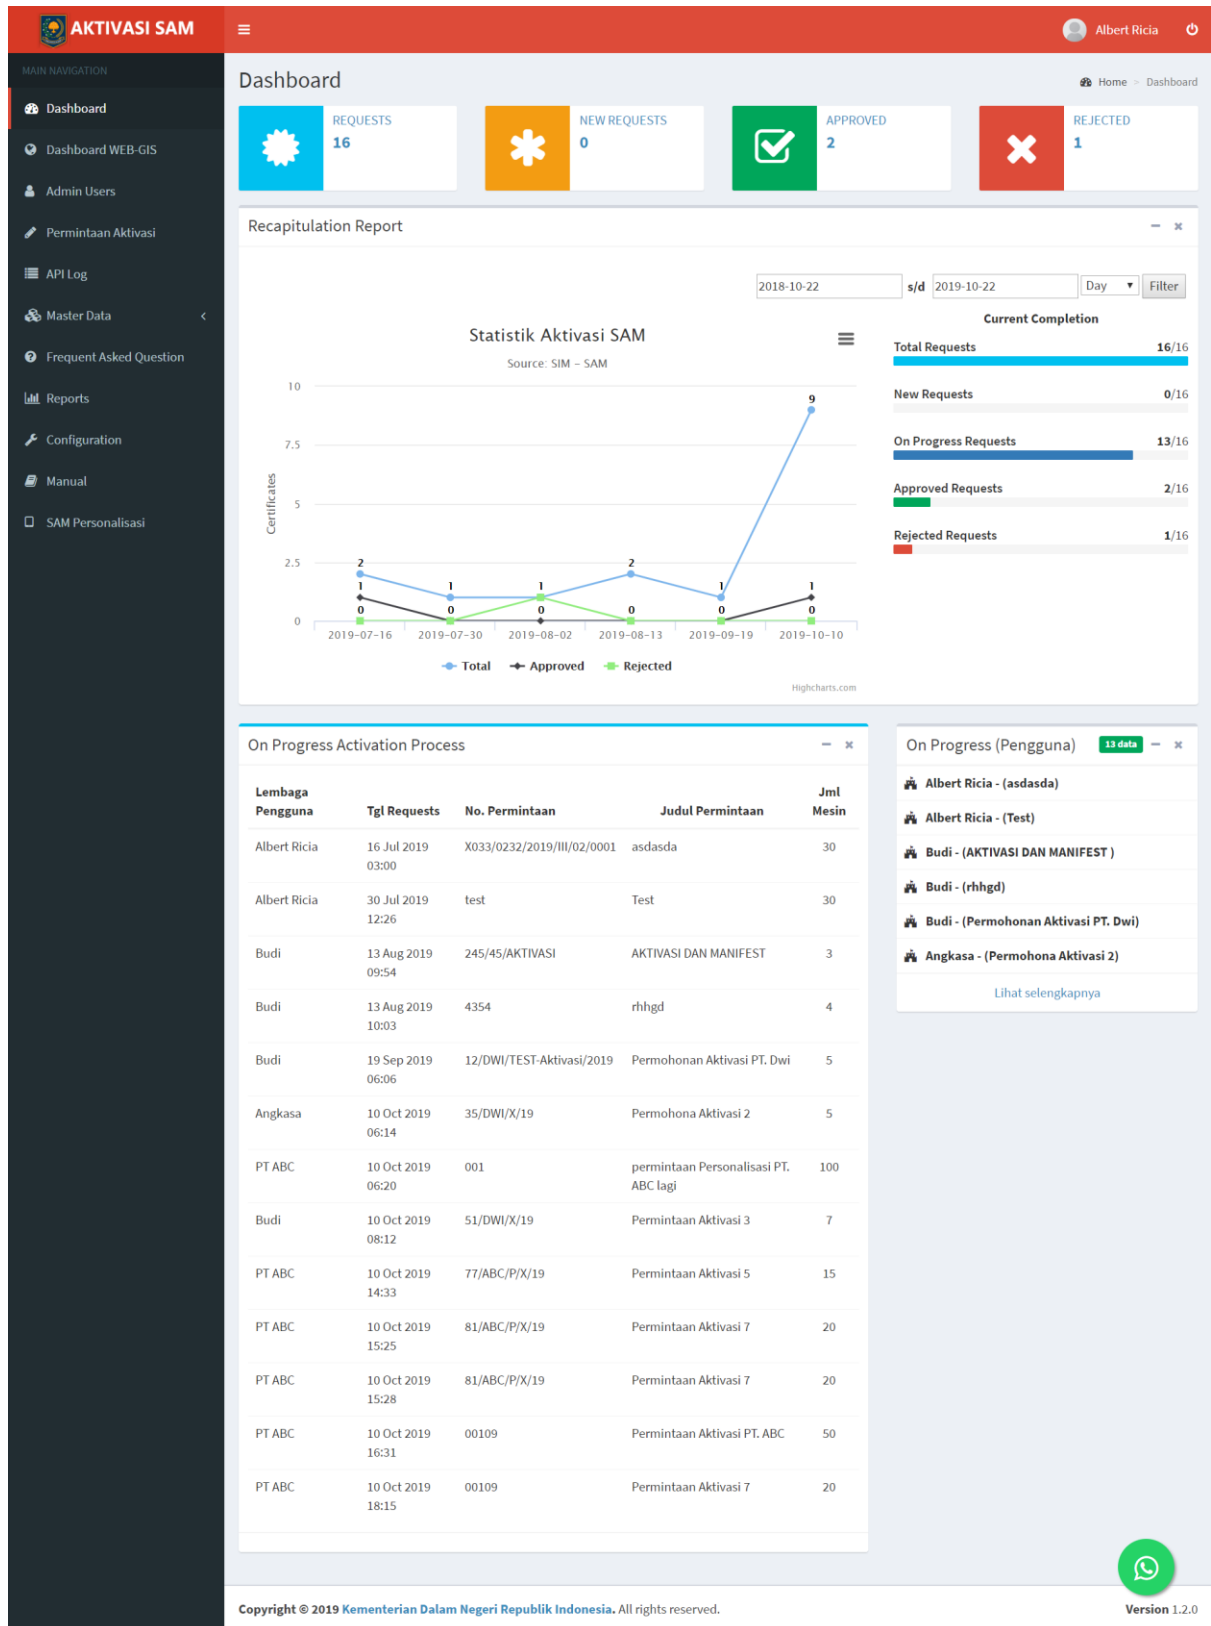 AKTIVASI SAM
Albert Ricia
MAIN NAVIGATION
Dashboard
Dashboard WEB-GIS
Admin Users
Permintaan Aktivasi
API Log
Master Data
Frequent Asked Question
Reports
Configuration
Manual
SAM Personalisasi
Dashboard
Home > Dashboard
REQUESTS
16
NEW REQUESTS
0
APPROVED
2
REJECTED
1
Recapitulation Report
2018-10-22 s/d 2019-10-22 Day Filter
Statistik Aktivasi SAM
Source: SIM - SAM
Certificates
10
7.5
5
2.5
0
2 1 1 2 1 9
1 0 0 0 0 1
0 0 0 0
2019-07-16 2019-07-30 2019-08-02 2019-08-13 2019-09-19 2019-10-10
Total Approved Rejected
Highcharts.com
Current Completion
Total Requests 16/16
New Requests 0/16
On Progress Requests 13/16
Approved Requests 2/16
Rejected Requests 1/16
On Progress Activation Process
Lembaga Pengguna Tgl Requests No. Permintaan Judul Permintaan Jml Mesin
Albert Ricia 16 Jul 2019 X033/0232/2019/III/02/0001 asdasda 30
03:00
Albert Ricia 30 Jul 2019 test Test 30
12:26
Budi 13 Aug 2019 245/45/AKTIVASI AKTIVASI DAN MANIFEST 3
09:54
Budi 13 Aug 2019 4354 rhhgd 4
10:03
Budi 19 Sep 2019 12/DWI/TEST-Aktivasi/2019 Permohonan Aktivasi PT. Dwi 5
06:06
Angkasa 10 Oct 2019 35/DWI/X/19 Permohona Aktivasi 2 5
06:14
PT ABC 10 Oct 2019 001 permintaan Personalisasi PT. 100
06:20 ABC lagi
Budi 10 Oct 2019 51/DWI/X/19 Permintaan Aktivasi 3 7
08:12
PT ABC 10 Oct 2019 77/ABC/P/X/19 Permintaan Aktivasi 5 15
14:33
PT ABC 10 Oct 2019 81/ABC/P/X/19 Permintaan Aktivasi 7 20
15:25
PT ABC 10 Oct 2019 81/ABC/P/X/19 Permintaan Aktivasi 7 20
15:28
PT ABC 10 Oct 2019 00109 Permintaan Aktivasi PT. ABC 50
16:31
PT ABC 10 Oct 2019 00109 Permintaan Aktivasi 7 20
18:15
On Progress (Pengguna) 13 data
Albert Ricia - (asdasda)
Albert Ricia - (Test)
Budi - (AKTIVASI DAN MANIFEST )
Budi - (rhhgd)
Budi - (Permohonan Aktivasi PT. Dwi)
Angkasa - (Permohona Aktivasi 2)
Lihat selengkapnya
Copyright © 2019 Kementerian Dalam Negeri Republik Indonesia. All rights reserved.
Version 1.2.0